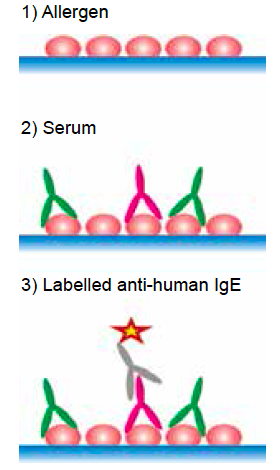 1) Allergen
2) Serum
3) Labelled anti-human IgE